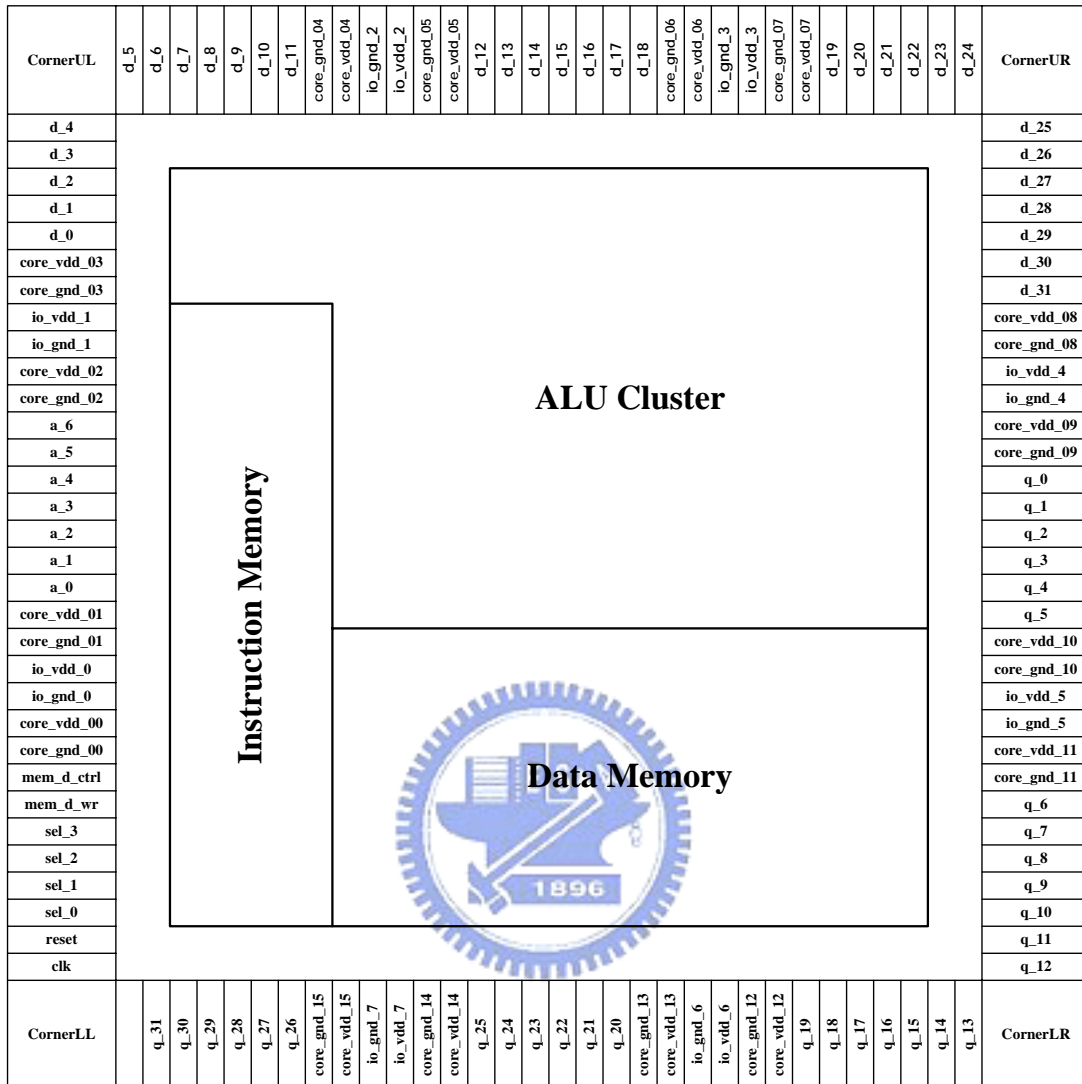 CornerUL
d_5
d_6
d_7
d_8
d_9
d_10
d_11
core_gnd_04
core_vdd_04
io_gnd_2
io_vdd_2
core_gnd_05
core_vdd_05
d_12
d_13
d_14
d_15
d_16
d_17
d_18
core_gnd_06
core_vdd_06
io_gnd_3
io_vdd_3
core_gnd_07
core_vdd_07
d_19
d_20
d_21
d_22
d_23
d_24
CornerUR
d_4
d_3
d_2
d_1
d_0
core_vdd_03
core_gnd_03
io_vdd_1
io_gnd_1
core_vdd_02
core_gnd_02
a_6
a_5
a_4
a_3
a_2
a_1
a_0
core_vdd_01
core_gnd_01
io_vdd_0
io_gnd_0
core_vdd_00
core_gnd_00
mem_d_ctrl
mem_d_wr
sel_3
sel_2
sel_1
sel_0
reset
clk
ALU Cluster
Instruction Memory
Data Memory
1896
d_25
d_26
d_27
d_28
d_29
d_30
d_31
core_vdd_08
core_gnd_08
io_vdd_4
io_gnd_4
core_vdd_09
core_gnd_09
q_0
q_1
q_2
q_3
q_4
q_5
core_vdd_10
core_gnd_10
io_vdd_5
io_gnd_5
core_vdd_11
core_gnd_11
q_6
q_7
q_8
q_9
q_10
q_11
q_12
CornerLL
q_31
q_30
q_29
q_28
q_27
q_26
core_gnd_15
core_vdd_15
io_gnd_7
io_vdd_7
core_gnd_14
core_vdd_14
q_25
q_24
q_23
q_22
q_21
q_20
core_gnd_13
core_vdd_13
io_gnd_6
io_vdd_6
core_gnd_12
core_vdd_12
q_19
q_18
q_17
q_16
q_15
q_14
q_13
CornerLR